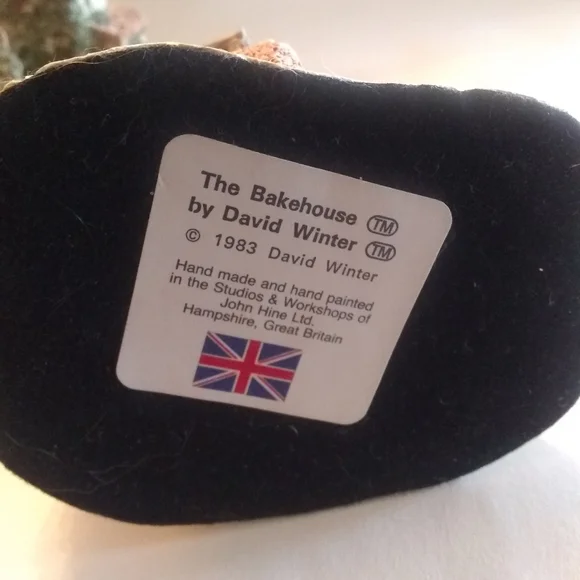 The Bakehouse TM
by David Winter TM
© 1983 David Winter
Hand made and hand painted
in the Studios & Workshops of
John Hine Ltd.
Hampshire, Great Britain